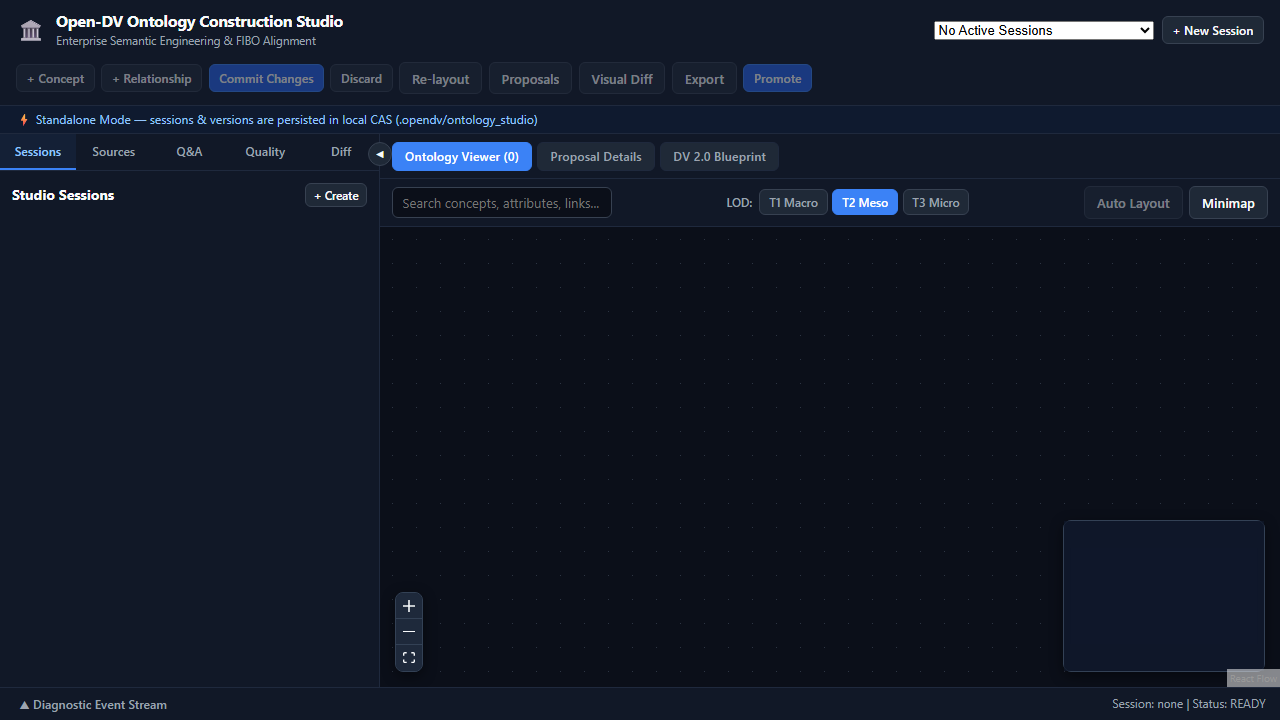 Open-DV Ontology Construction Studio
Enterprise Semantic Engineering & FIBO Alignment
No Active Sessions
+ New Session
+ Concept
+ Relationship
Commit Changes
Discard
Re-layout
Proposals
Visual Diff
Export
Promote
Standalone Mode — sessions & versions are persisted in local CAS (.opendv/ontology_studio)
Sessions
Sources
Q&A
Quality
Diff
Ontology Viewer (0)
Proposal Details
DV 2.0 Blueprint
Studio Sessions
+ Create
Search concepts, attributes, links...
LOD:
T1 Macro
T2 Meso
T3 Micro
Auto Layout
Minimap
React Flow
Diagnostic Event Stream
Session: none | Status: READY